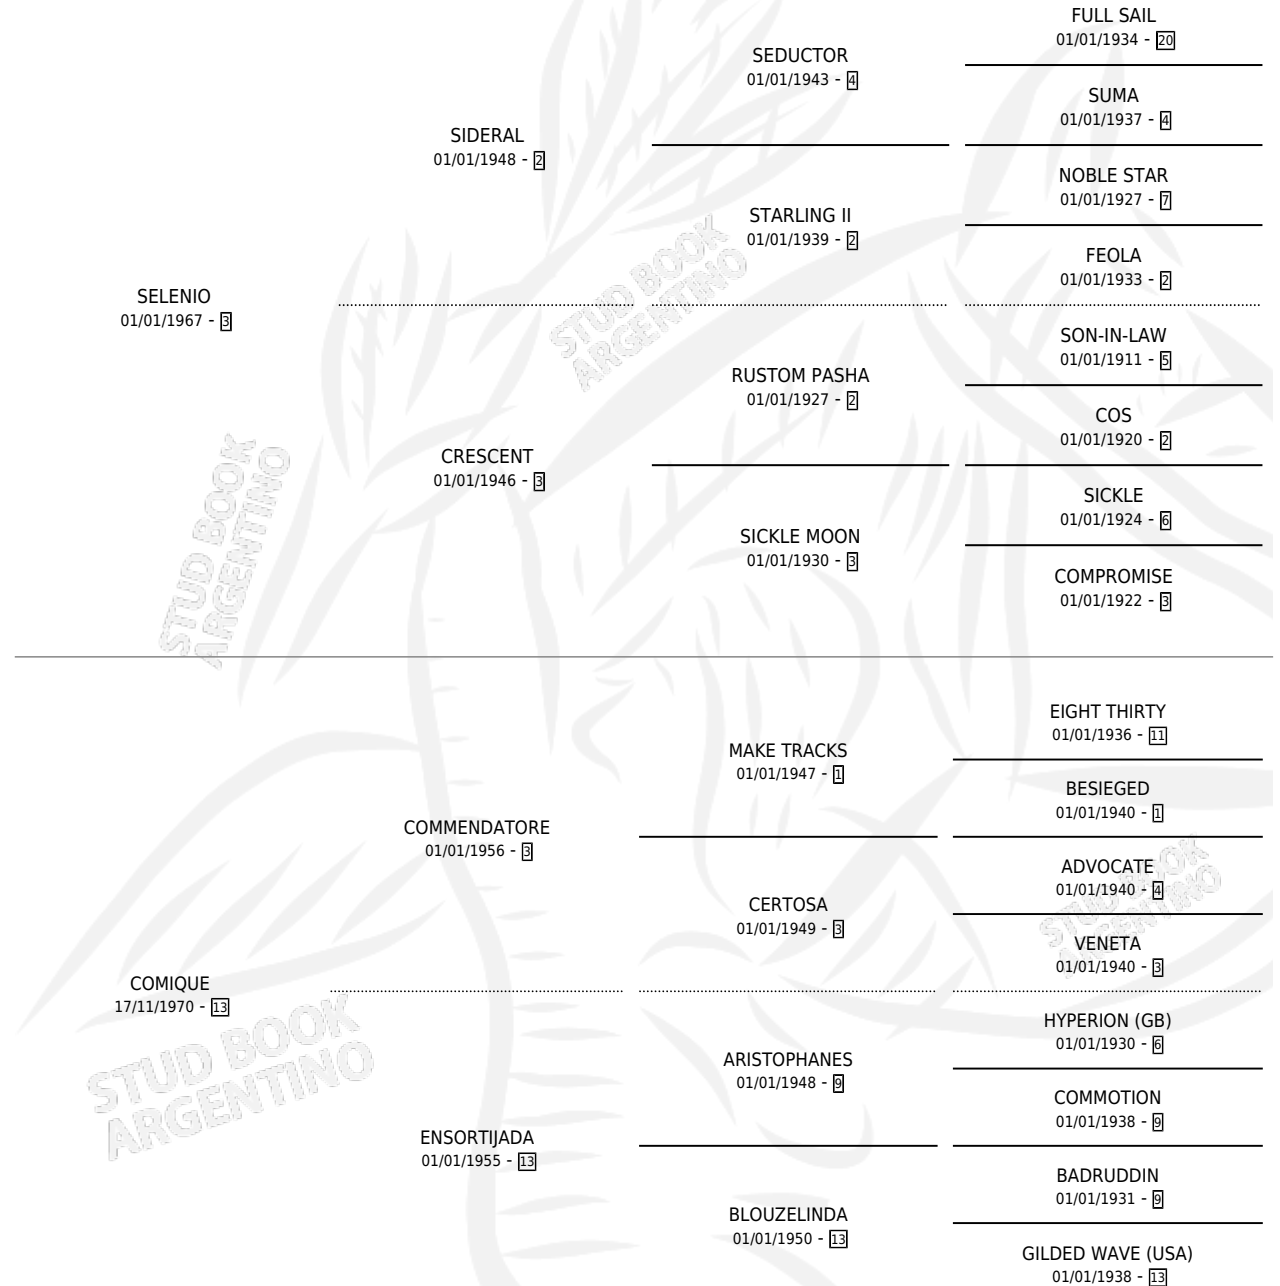 FULL SAIL
01/01/1934 - 20
SEDUCTOR
01/01/1943 - 4
SUMA
01/01/1937 - 4
SIDERAL
01/01/1948 - 2
NOBLE STAR
01/01/1927 - 7
STARLING II
01/01/1939 - 2
FEOLA
01/01/1933 - 2
SELENIO
01/01/1967 - 3
SON-IN-LAW
01/01/1911 - 5
RUSTOM PASHA
01/01/1927 - 2
COS
01/01/1920 - 2
CRESCENT
01/01/1946 - 3
SICKLE
01/01/1924 - 6
SICKLE MOON
01/01/1930 - 3
COMPROMISE
01/01/1922 - 3
EIGHT THIRTY
01/01/1936 - 11
MAKE TRACKS
01/01/1947 - 1
BESIEGED
01/01/1940 - 1
COMMENDATORE
01/01/1956 - 3
ADVOCATE
01/01/1940 - 4
CERTOSA
01/01/1949 - 3
VENETA
01/01/1940 - 3
COMIQUE
17/11/1970 - 13
HYPERION (GB)
01/01/1930 - 6
ARISTOPHANES
01/01/1948 - 9
COMMOTION
01/01/1938 - 9
ENSORTIJADA
01/01/1955 - 13
BADRUDDIN
01/01/1931 - 9
BLOUZELINDA
01/01/1950 - 13
GILDED WAVE (USA)
01/01/1938 - 13
STUD BOOK
ARGENTINO
STUD BOOK
ARGENTINO
STUD BOOK
ARGENTINO
STUD BOOK
ARGENTINO